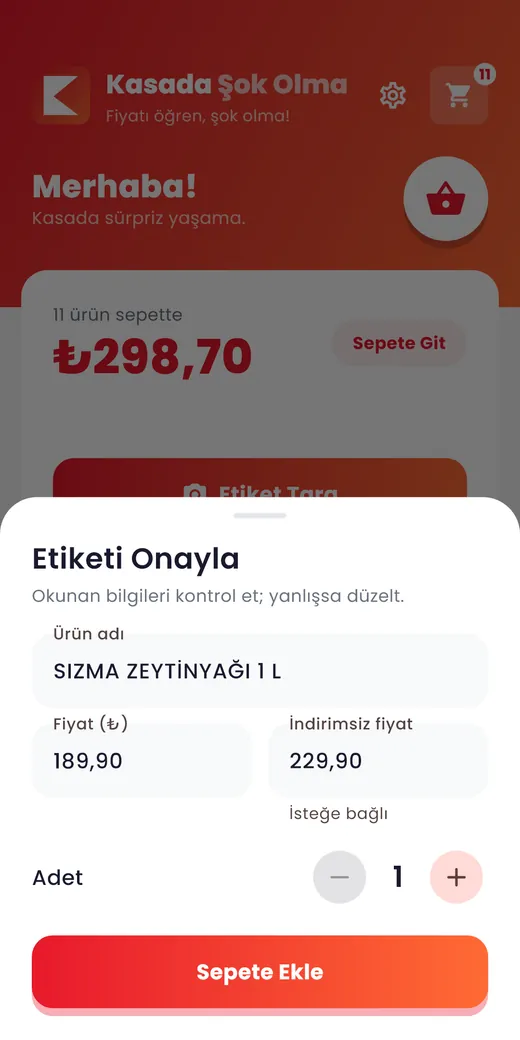 Kasada Şok Olma
Fiyatı öğren, şok olma!
11
Merhaba!
Kasada sürpriz yaşama.
11 ürün sepette
₺298,70
Sepete Git
Etiket Tara
Etiketi Onayla
Okunan bilgileri kontrol et; yanlışsa düzelt.
Ürün adı
SIZMA ZEYTİNYAĞI 1 L
Fiyat (₺)
İndirimsiz fiyat
189,90
229,90
İsteğe bağlı
Adet
1
Sepete Ekle